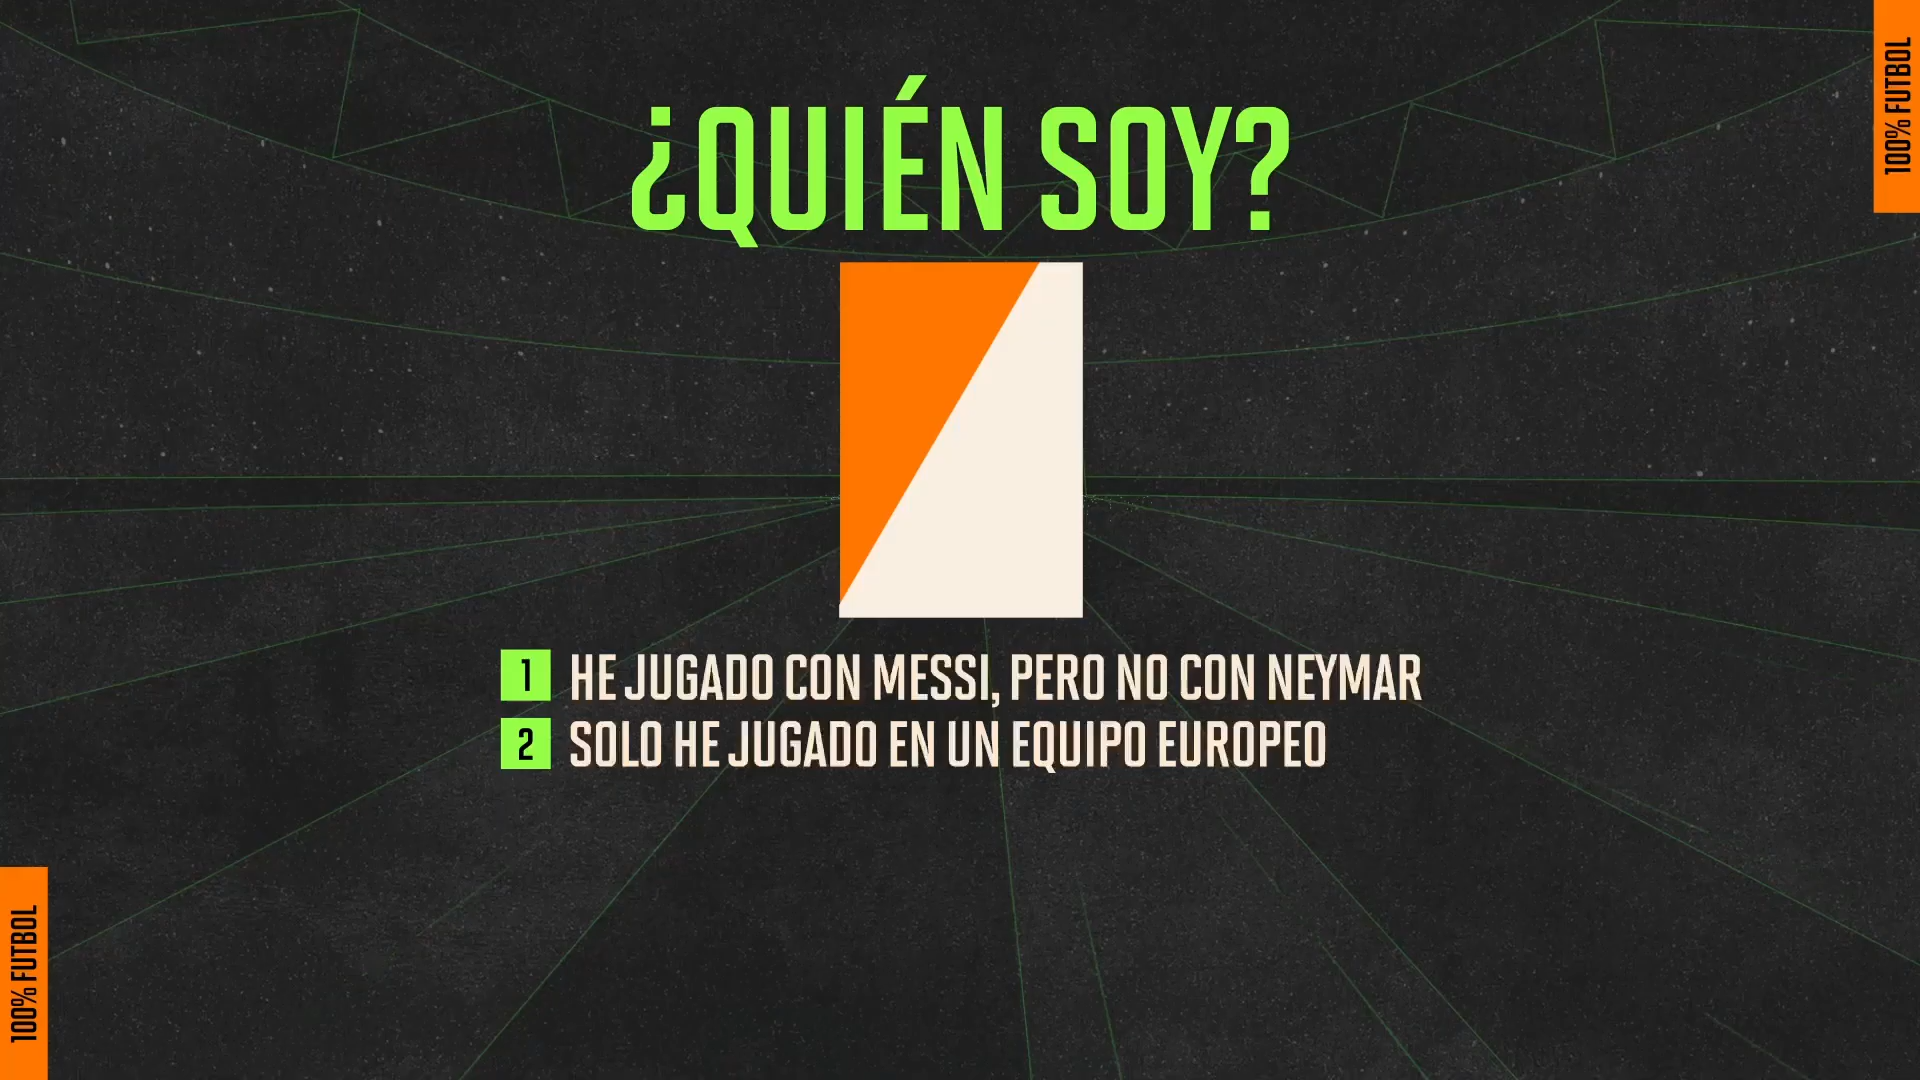 100% FUTBOL
¿QUIÉN SOY?
1 HE JUGADO CON MESSI, PERO NO CON NEYMAR
2 SOLO HE JUGADO EN UN EQUIPO EUROPEO
100% FUTBOL